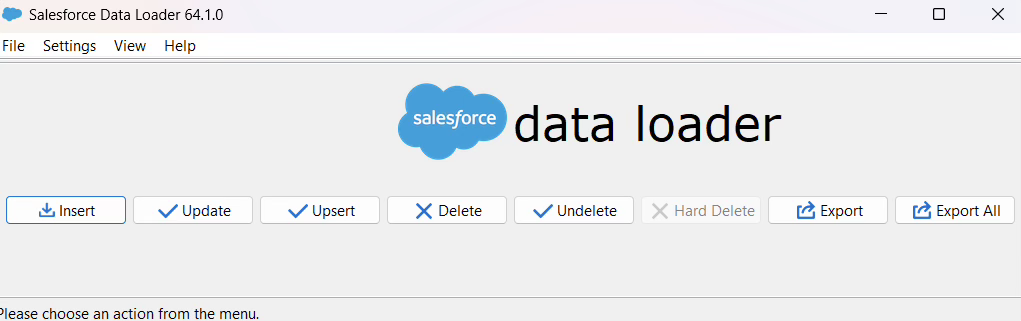 Salesforce Data Loader 64.1.0
File Settings View Help
salesforce data loader
Insert Update Upsert Delete Undelete Hard Delete Export Export All
Please choose an action from the menu.